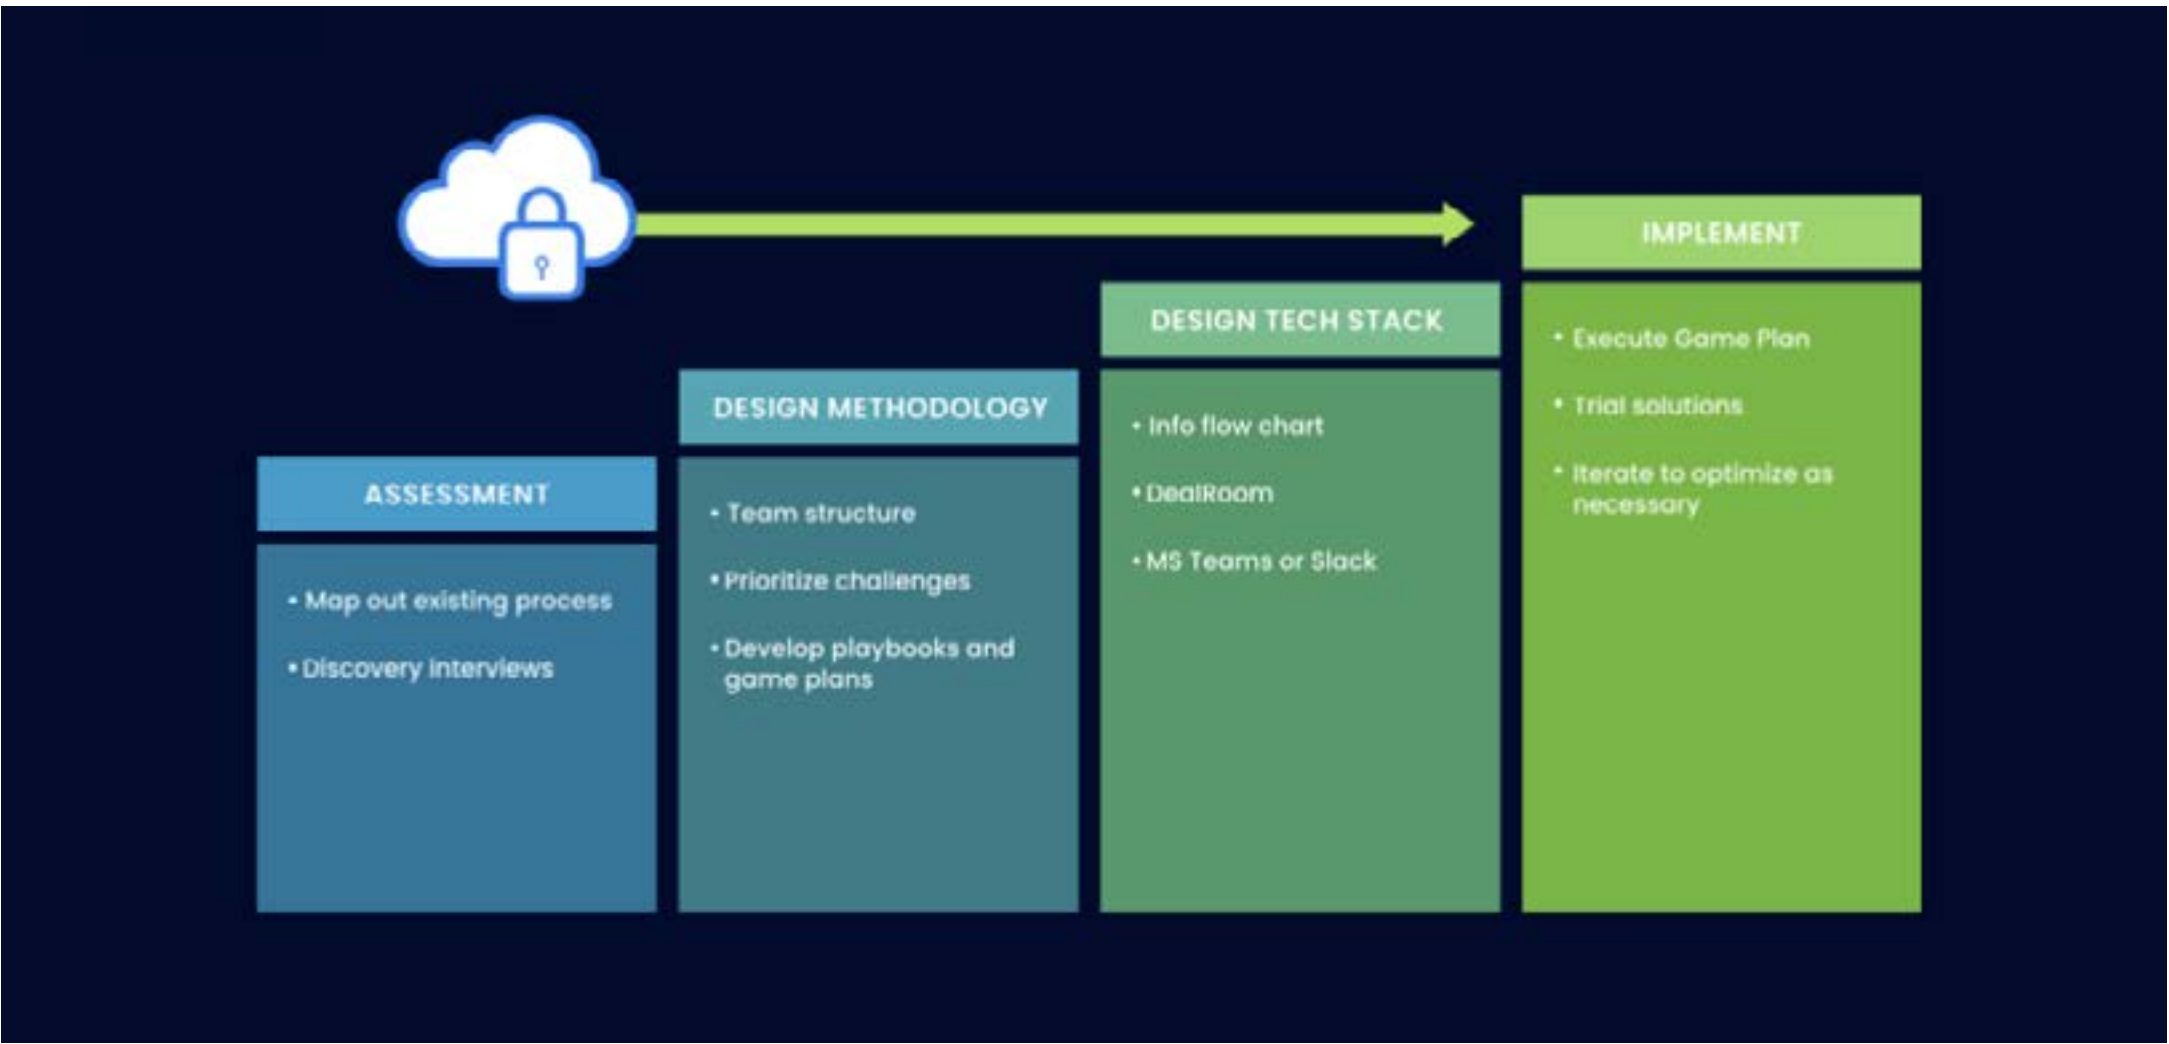 ASSESSMENT
• Map out existing process
• Discovery Interviews
DESIGN METHODOLOGY
• Team structure
• Prioritize challenges
• Develop playbooks and
game plans
DESIGN TECH STACK
• Info flow chart
• DealRoom
• MS Teams or Slack
IMPLEMENT
• Execute Game Plan
• Trial solutions
• Iterate to optimize as
necessary